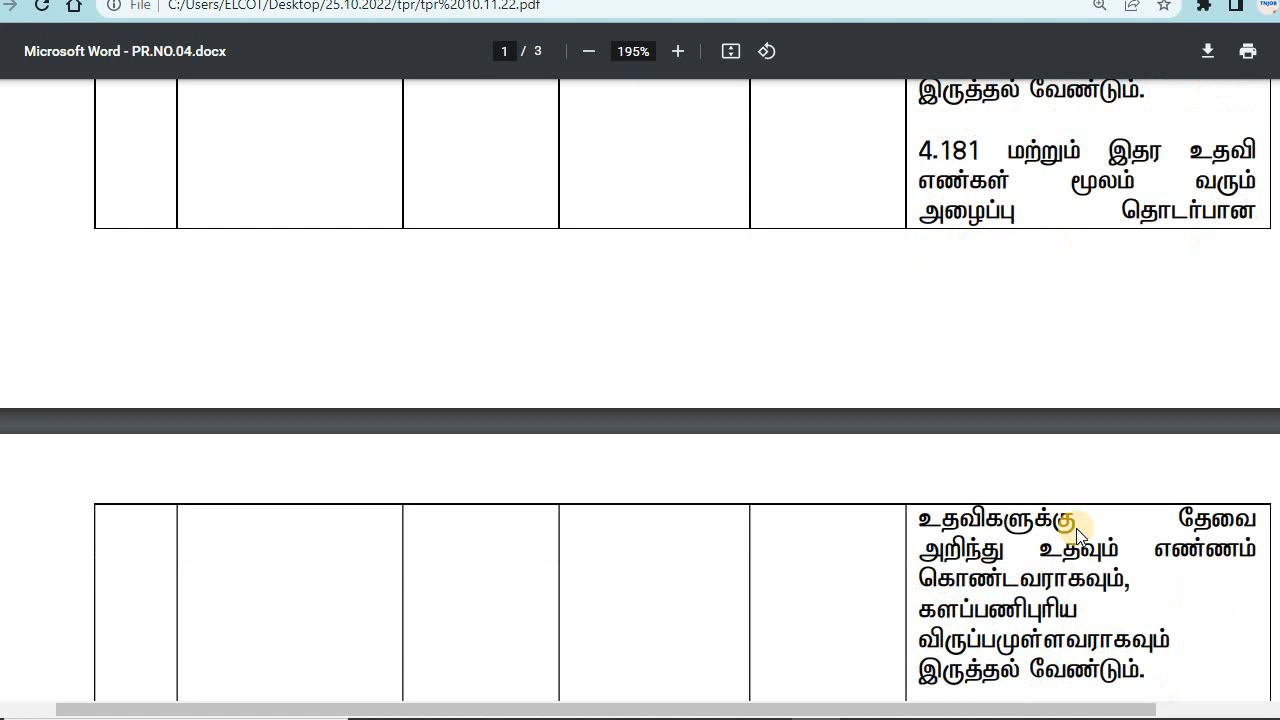 File | C:/Users/ELCOT/Desktop/25.10.2022/tpr/tpr%2010.11.22.pdf
TNJOB
Microsoft Word - PR.NO.04.docx 1 / 3 195%
இருத்தல் வேண்டும்.
4.181 மற்றும் இதர உதவி
எண்கள் மூலம் வரும்
அழைப்பு தொடர்பான
உதவிகளுக்கு தேவை
அறிந்து உதவும் எண்ணம்
கொண்டவராகவும்,
களப்பணிபுரிய
விருப்பமுள்ளவராகவும்
இருத்தல் வேண்டும்.